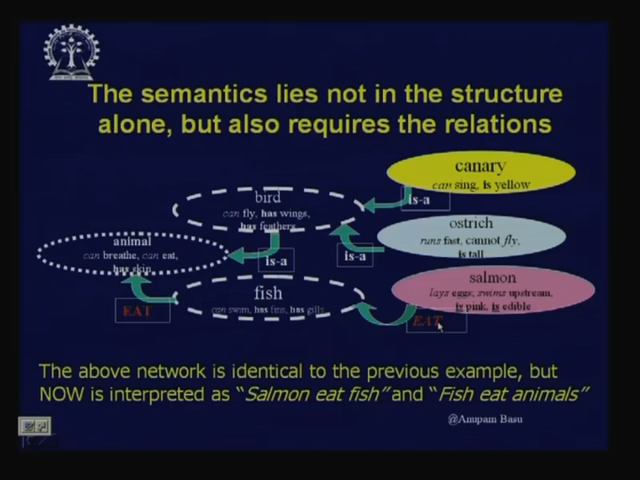 The semantics lies not in the structure
alone, but also requires the relations
canary
can sing, is yellow
is-a
bird
can fly, has wings,
has feathers
ostrich
runs fast, cannot fly,
is tall
is-a
animal
can breathe, can eat,
has skin
is-a
salmon
lays eggs, swims upstream,
is pink, is edible
fish
can swim, has fins, has gills
EAT
EAT
The above network is identical to the previous example, but
NOW is interpreted as "Salmon eat fish" and "Fish eat animals"
@Anupam Basu